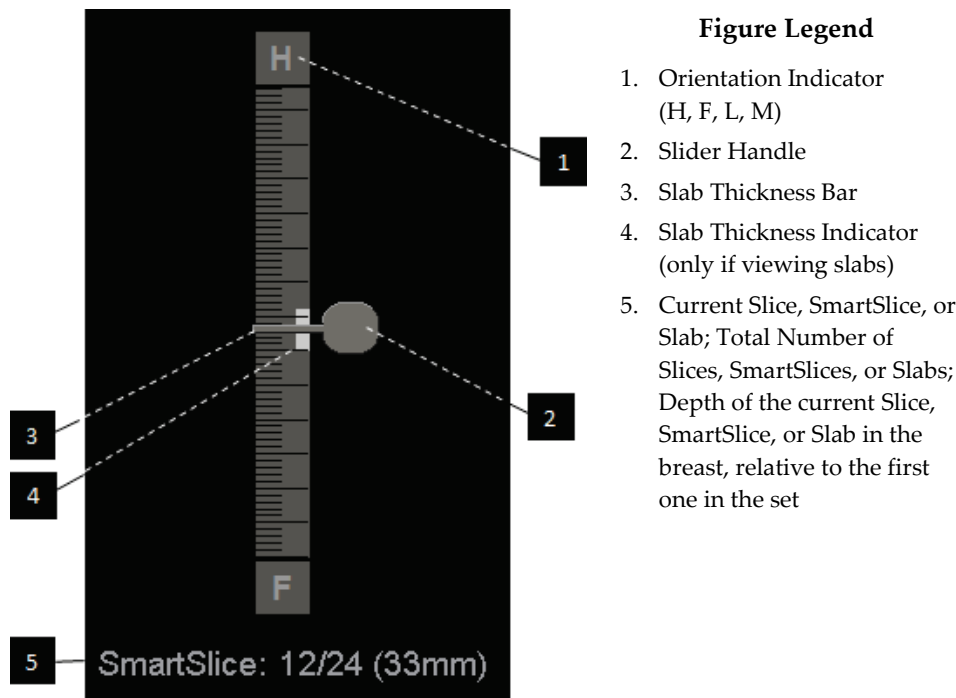 H
1
3
2
4
F
5
SmartSlice: 12/24 (33mm)
Figure Legend
1. Orientation Indicator
(H, F, L, M)
2. Slider Handle
3. Slab Thickness Bar
4. Slab Thickness Indicator
(only if viewing slabs)
5. Current Slice, SmartSlice, or
Slab; Total Number of
Slices, SmartSlices, or Slabs;
Depth of the current Slice,
SmartSlice, or Slab in the
breast, relative to the first
one in the set